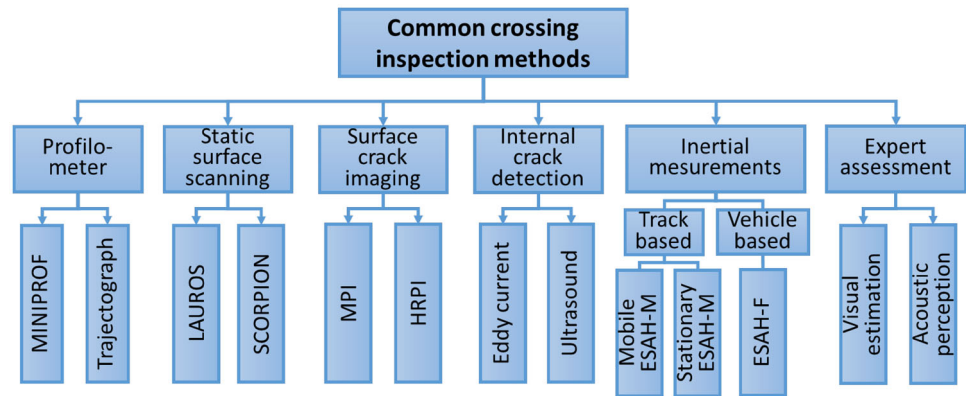 Common crossing
inspection methods
Profilo-
meter
Static
surface
scanning
Surface
crack
imaging
Internal
crack
detection
Inertial
mesurements
Expert
assessment
Track
based
Vehicle
based
MINIPROF
Trajectograph
LAUROS
SCORPION
MPI
HRPI
Eddy current
Ultrasound
Mobile
ESAH-M
Stationary
ESAH-M
ESAH-F
Visual
estimation
Acoustic
perception